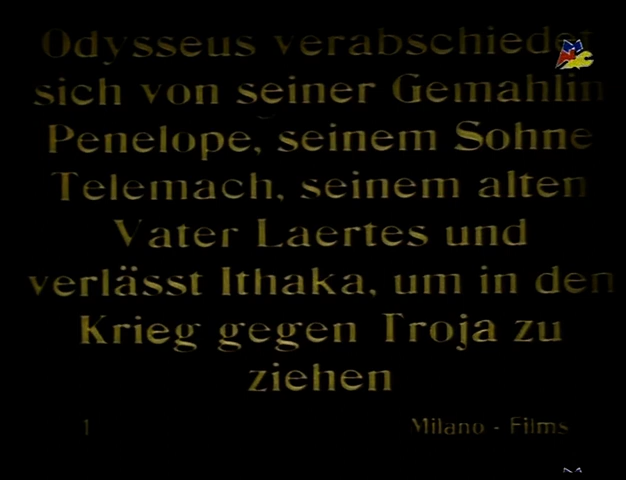 Odysseus verabschiedet
sich von seiner Gemahlin
Penelope, seinem Sohne
Telemach, seinem alten
Vater Laertes und
verlässt Ithaka, um in den
Krieg gegen Troja zu
ziehen
1
Milano - Films